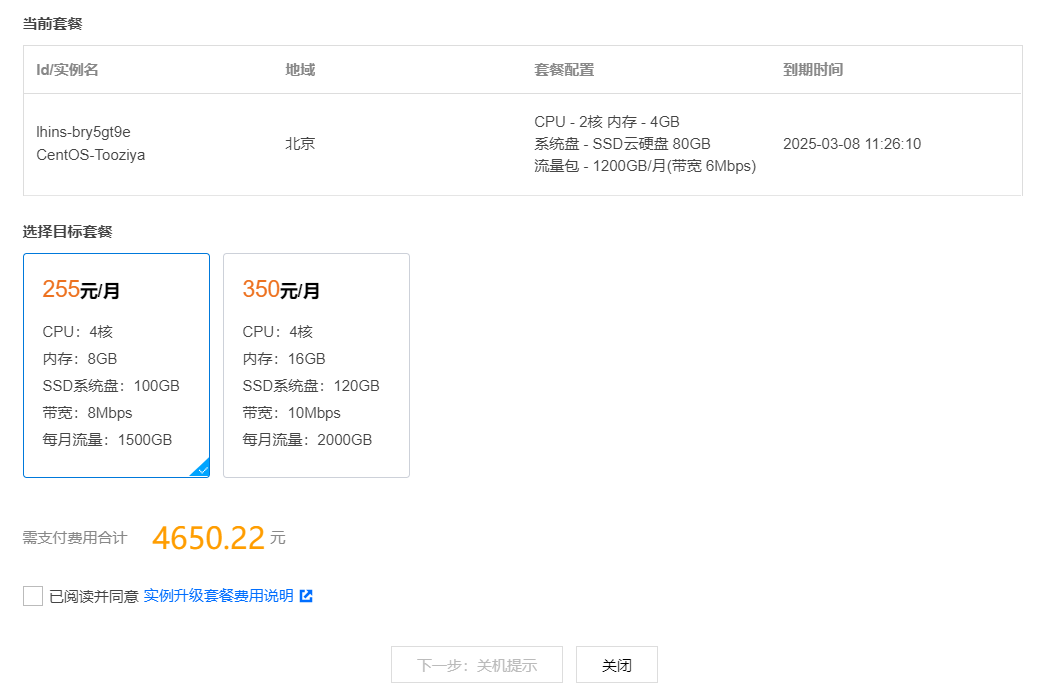 当前套餐
Id/实例名 地域 套餐配置 到期时间
lhins-bry5gt9e
CentOS-Tooziya
北京
CPU - 2核 内存 - 4GB
系统盘 - SSD云硬盘 80GB
流量包 - 1200GB/月(带宽 6Mbps)
2025-03-08 11:26:10
选择目标套餐
255元/月
CPU：4核
内存：8GB
SSD系统盘：100GB
带宽：8Mbps
每月流量：1500GB
350元/月
CPU：4核
内存：16GB
SSD系统盘：120GB
带宽：10Mbps
每月流量：2000GB
需支付费用合计 4650.22 元
已阅读并同意 实例升级套餐费用说明
下一步：关机提示 关闭